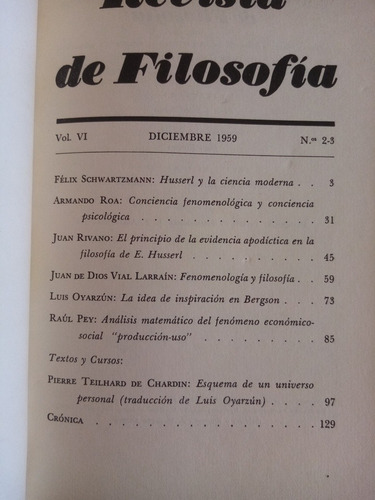 Revista
de Filosofía
Vol. VI DICIEMBRE 1959 N.os 2-3
FÉLIX SCHWARTZMANN: Husserl y la ciencia moderna . . 3
ARMANDO ROA: Conciencia fenomenológica y conciencia
psicológica . . . . . . . . . . . . . 31
JUAN RIVANO: El principio de la evidencia apodíctica en la
filosofía de E. Husserl . . . . . . . . . 45
JUAN DE DIOS VIAL LARRAÍN: Fenomenología y filosofía . . 59
LUIS OYARZÚN: La idea de inspiración en Bergson . . . 73
RAÚL PEY: Análisis matemático del fenómeno económico-
social "producción-uso" . . . . . . . . . 85
Textos y Cursos:
PIERRE TEILHARD DE CHARDIN: Esquema de un universo
personal (traducción de Luis Oyarzún) . . . . 97
CRÓNICA . . . . . . . . . . . . . . . 129